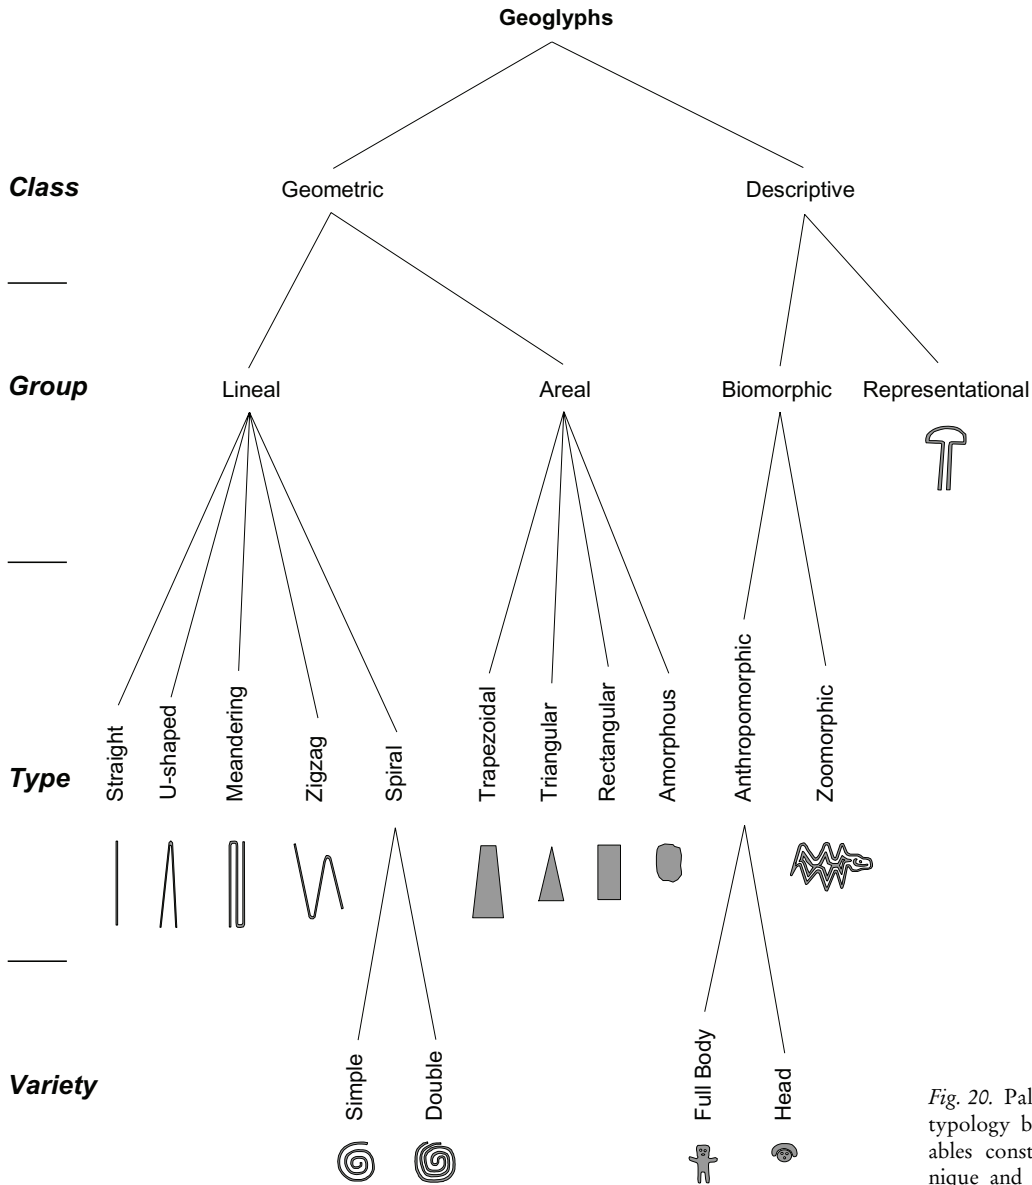 Geoglyphs
Class
Geometric
Descriptive
Group
Lineal
Areal
Biomorphic
Representational
Type
Straight
U-shaped
Meandering
Zigzag
Spiral
Trapezoidal
Triangular
Rectangular
Amorphous
Anthropomorphic
Zoomorphic
Variety
Simple
Double
Full Body
Head
Fig. 20. Pal
typology b
ables const
nique and